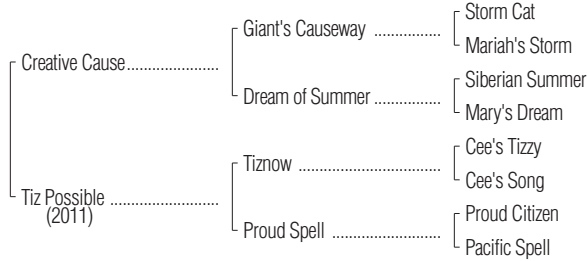 Storm Cat
Giant's Causeway ................
Mariah's Storm
Creative Cause......................
Siberian Summer
Dream of Summer .............
Mary's Dream
Cee's Tizzy
Tiznow .............................
Cee's Song
Tiz Possible .....................
(2011)
Proud Citizen
Proud Spell ......................
Pacific Spell